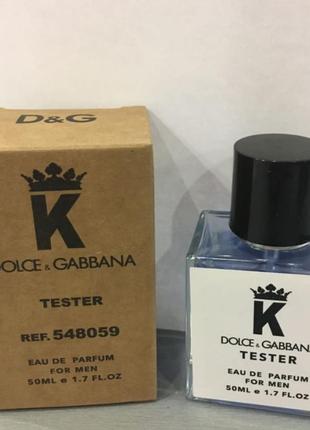 D&G
K
DOLCE & GABBANA
TESTER
REF. 548059
EAU DE PARFUM
FOR MEN
50ML e 1.7 FL.OZ
K
DOLCE & GABBANA
TESTER
EAU DE PARFUM
FOR MEN
50ML e 1.7 FL.OZ